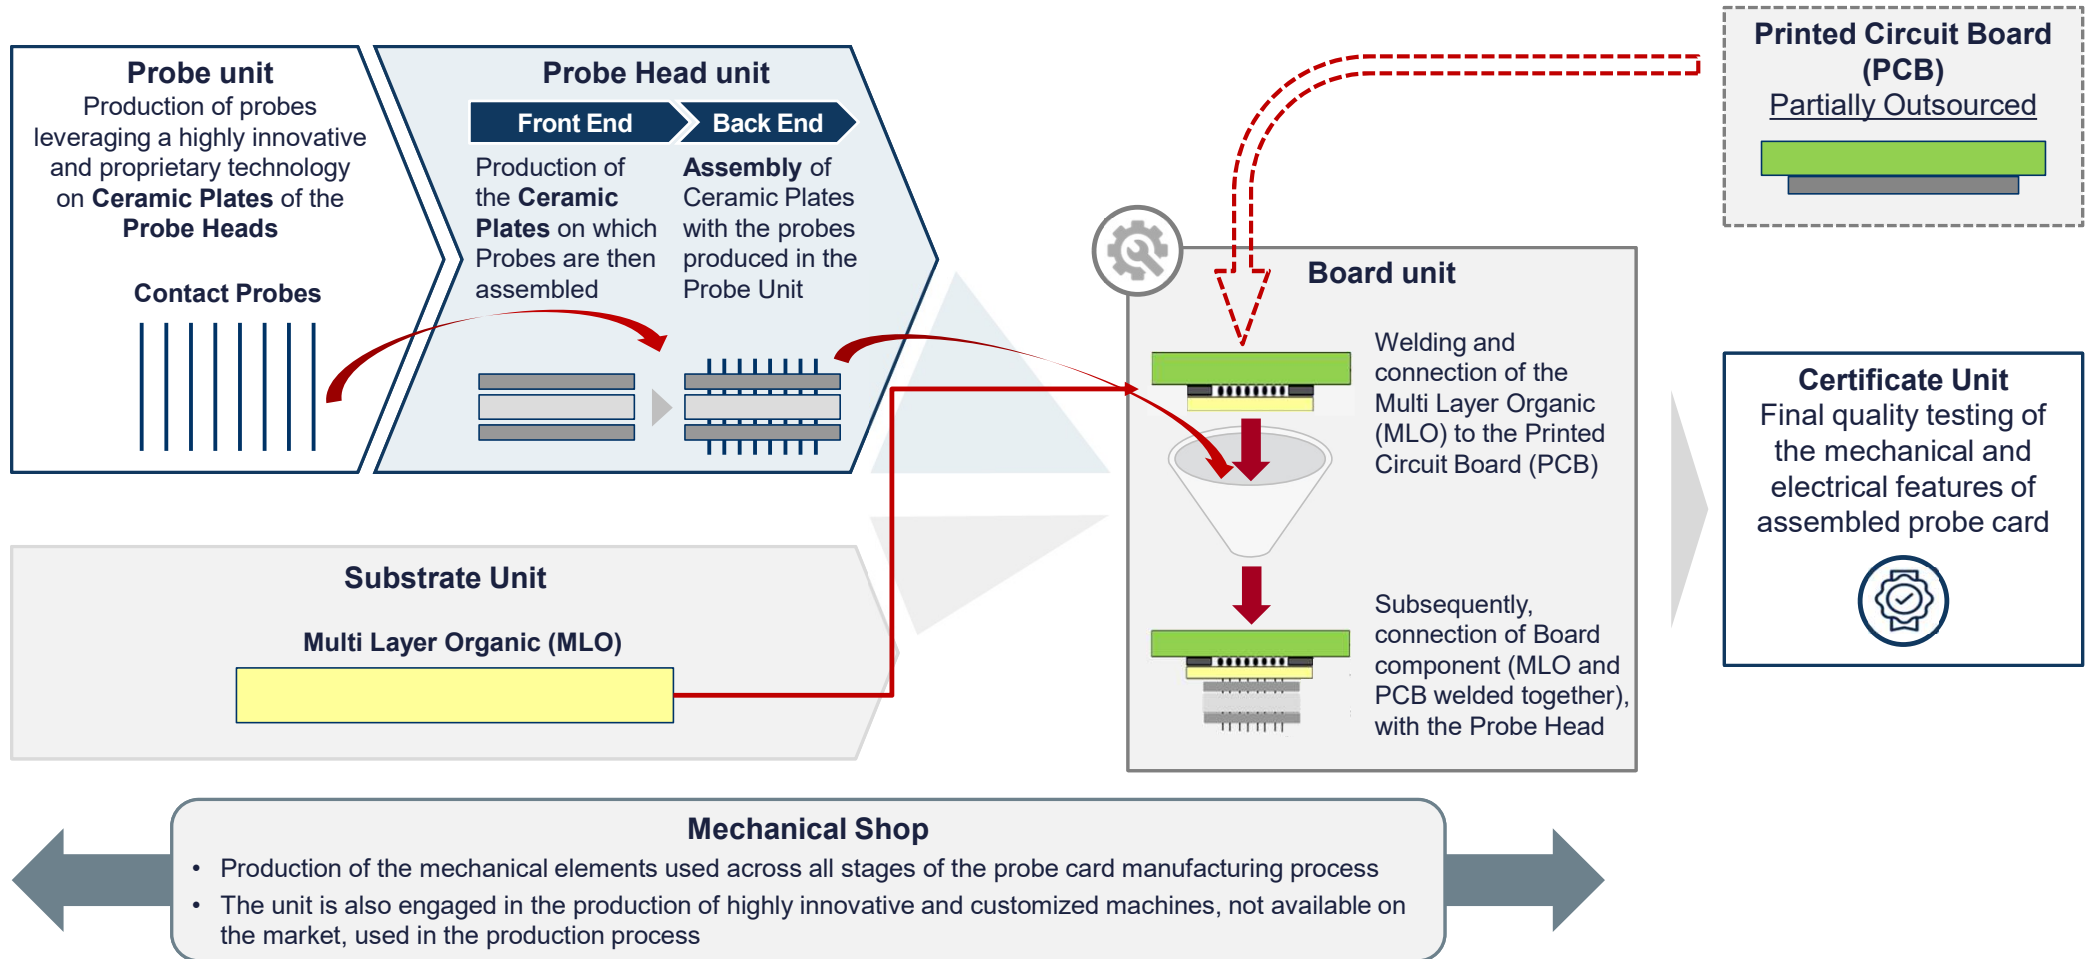 Probe unit
Production of probes
leveraging a highly innovative
and proprietary technology
on Ceramic Plates of the
Probe Heads
Contact Probes
Probe Head unit
Front End
Back End
Production of
the Ceramic
Plates on which
Probes are then
assembled
Assembly of
Ceramic Plates
with the probes
produced in the
Probe Unit
Substrate Unit
Multi Layer Organic (MLO)
Printed Circuit Board
(PCB)
Partially Outsourced
Board unit
Welding and
connection of the
Multi Layer Organic
(MLO) to the Printed
Circuit Board (PCB)
Subsequently,
connection of Board
component (MLO and
PCB welded together),
with the Probe Head
Certificate Unit
Final quality testing of
the mechanical and
electrical features of
assembled probe card
Mechanical Shop
• Production of the mechanical elements used across all stages of the probe card manufacturing process
• The unit is also engaged in the production of highly innovative and customized machines, not available on
the market, used in the production process